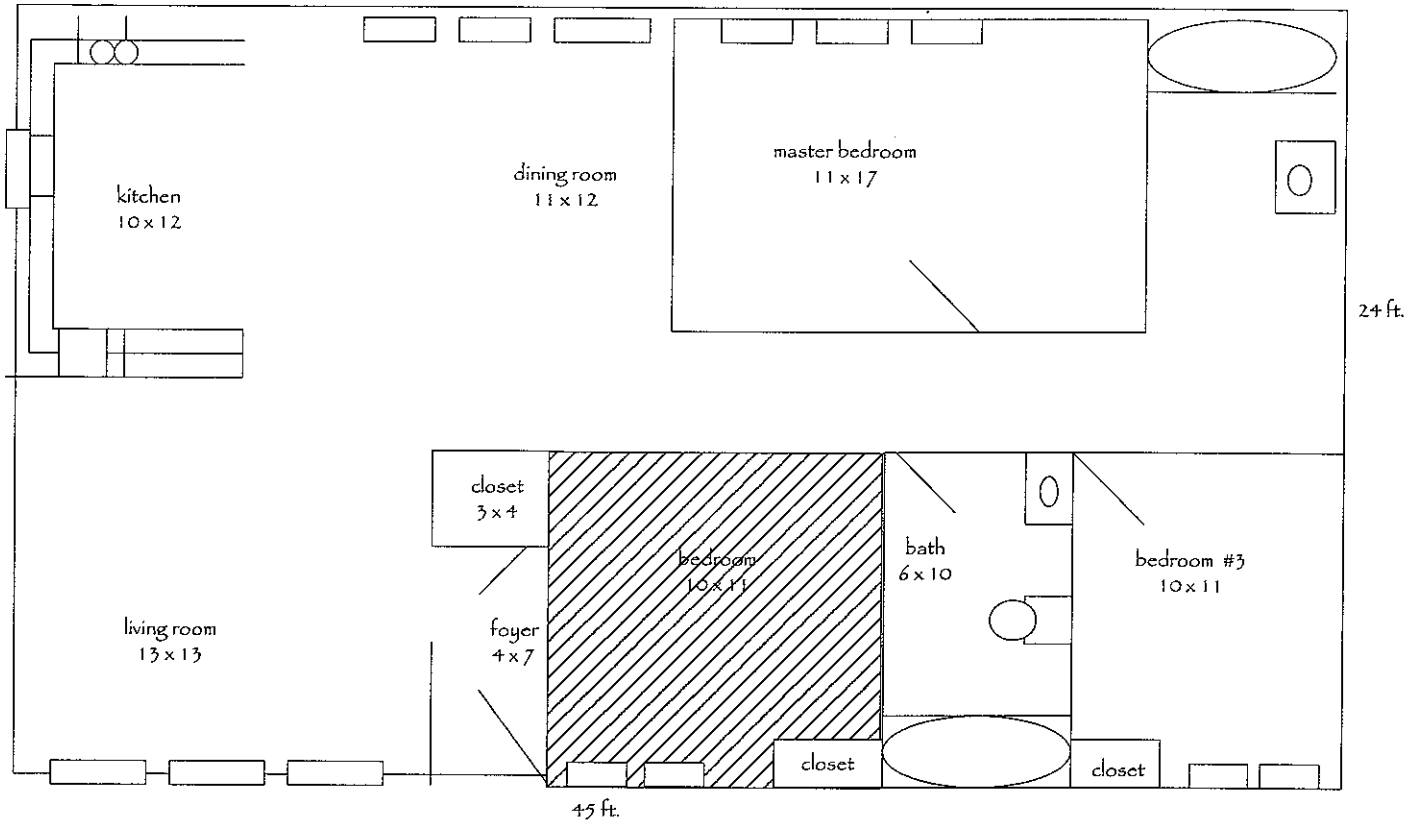 kitchen
10 x 12
dining room
11 x 12
master bedroom
11 x 17
24 ft.
closet
3 x 4
bedroom
10 x 11
bath
6 x 10
bedroom #3
10 x 11
living room
13 x 13
foyer
4 x 7
closet
closet
45 ft.